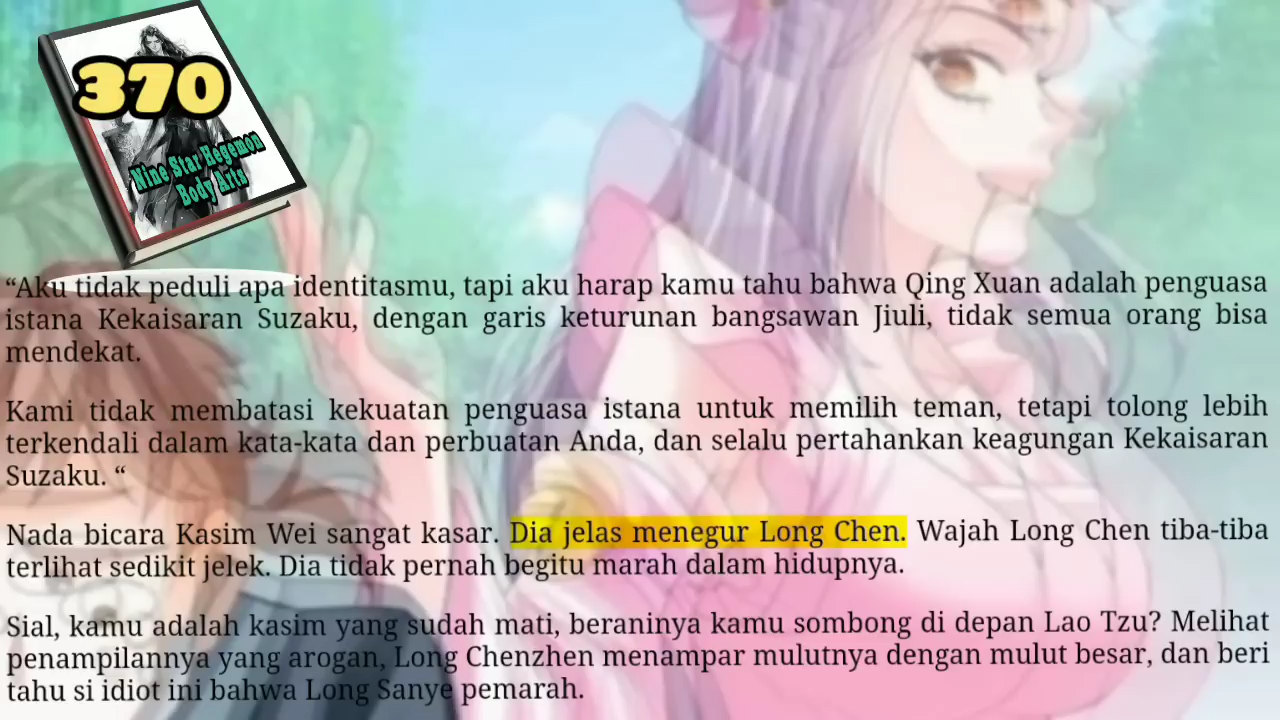 370
Nine Star Hegemon
Body Arts
“Aku tidak peduli apa identitasmu, tapi aku harap kamu tahu bahwa Qing Xuan adalah penguasa
istana Kekaisaran Suzaku, dengan garis keturunan bangsawan Jiuli, tidak semua orang bisa
mendekat.
Kami tidak membatasi kekuatan penguasa istana untuk memilih teman, tetapi tolong lebih
terkendali dalam kata-kata dan perbuatan Anda, dan selalu pertahankan keagungan Kekaisaran
Suzaku. “
Nada bicara Kasim Wei sangat kasar. Dia jelas menegur Long Chen. Wajah Long Chen tiba-tiba
terlihat sedikit jelek. Dia tidak pernah begitu marah dalam hidupnya.
Sial, kamu adalah kasim yang sudah mati, beraninya kamu sombong di depan Lao Tzu? Melihat
penampilannya yang arogan, Long Chenzhen menampar mulutnya dengan mulut besar, dan beri
tahu si idiot ini bahwa Long Sanye pemarah.